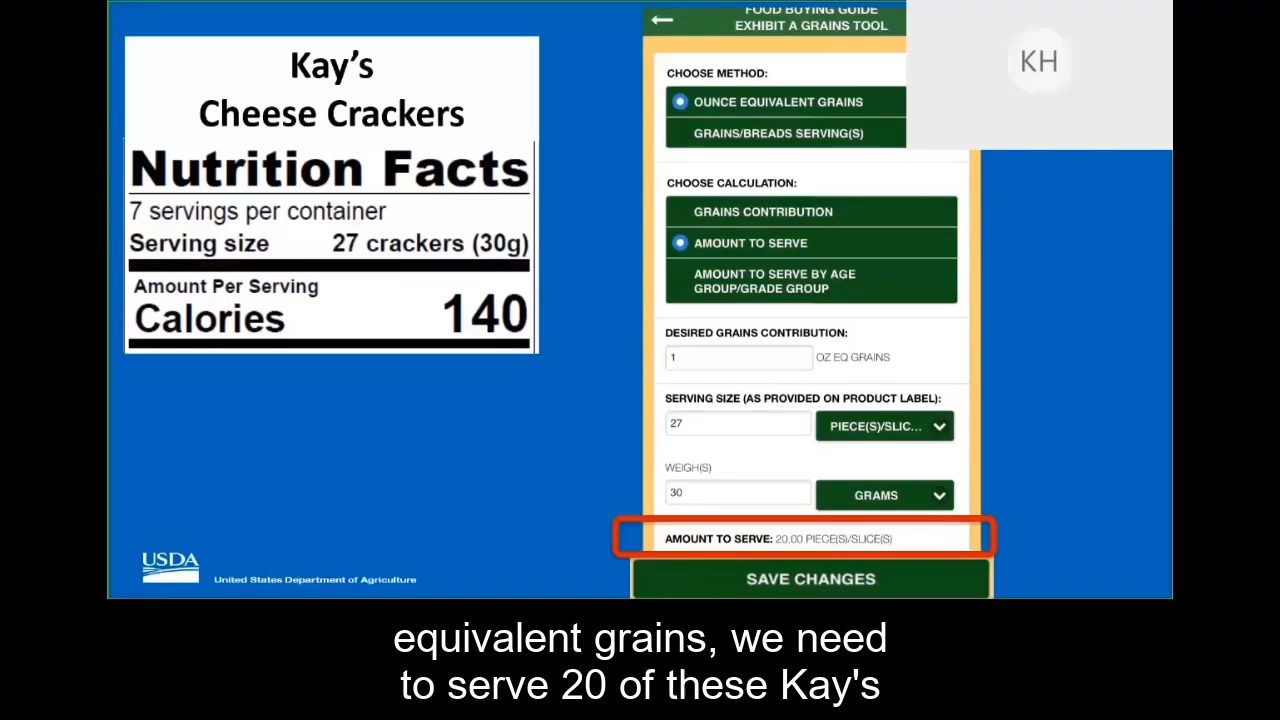 Kay's
Cheese Crackers
Nutrition Facts
7 servings per container
Serving size 27 crackers (30g)
Amount Per Serving
Calories 140
USDA
United States Department of Agriculture
FOOD BUYING GUIDE
EXHIBIT A GRAINS TOOL
CHOOSE METHOD:
OUNCE EQUIVALENT GRAINS
GRAINS/BREADS SERVING(S)
CHOOSE CALCULATION:
GRAINS CONTRIBUTION
AMOUNT TO SERVE
AMOUNT TO SERVE BY AGE
GROUP/GRADE GROUP
DESIRED GRAINS CONTRIBUTION:
1 OZ EQ GRAINS
SERVING SIZE (AS PROVIDED ON PRODUCT LABEL):
27 PIECE(S)/SLIC...
WEIGH(S)
30 GRAMS
AMOUNT TO SERVE: 20.00 PIECE(S)/SLICE(S)
SAVE CHANGES
KH
equivalent grains, we need
to serve 20 of these Kay's